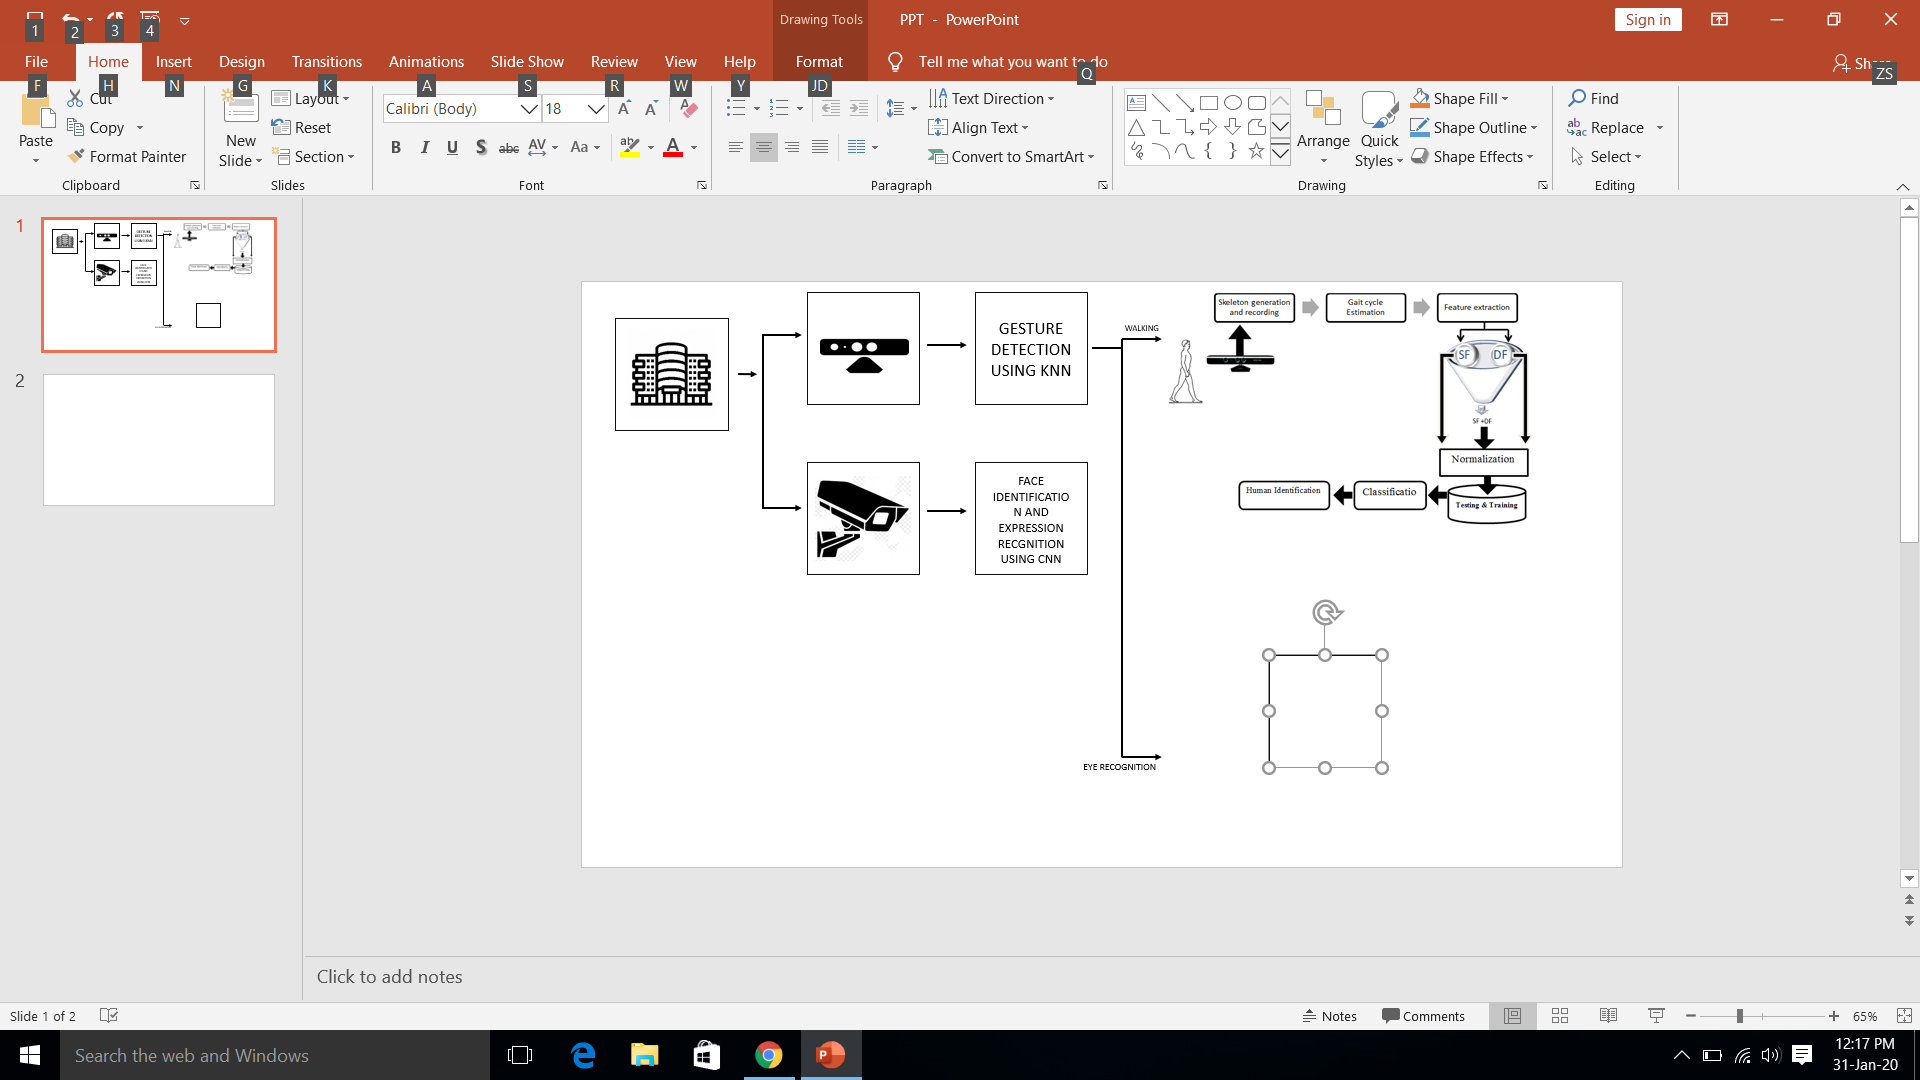 Drawing Tools
PPT - PowerPoint
Sign in
1
2
3
4
File
Home
Insert
Design
Transitions
Animations
Slide Show
Review
View
Help
Format
Tell me what you want to do
F
H
N
G
K
A
S
R
W
Y
JD
Q
ZS
Paste
Cut
Copy
Format Painter
Clipboard
New
Slide
Layout
Reset
Section
Slides
Calibri (Body)
18
B I U S abc AV Aa
Font
Text Direction
Align Text
Convert to SmartArt
Paragraph
Arrange
Quick
Styles
Shape Fill
Shape Outline
Shape Effects
Drawing
Find
Replace
Select
Editing
1
2
GESTURE
DETECTION
USING KNN
FACE
IDENTIFICATIO
N AND
EXPRESSION
RECGNITION
USING CNN
WALKING
EYE RECOGNITION
Skeleton generation
and recording
Gait cycle
Estimation
Feature extraction
SF
DF
SF +DF
Normalization
Testing & Training
Classificatio
Human Identification
Click to add notes
Slide 1 of 2
Notes
Comments
65%
Search the web and Windows
12:17 PM
31-Jan-20